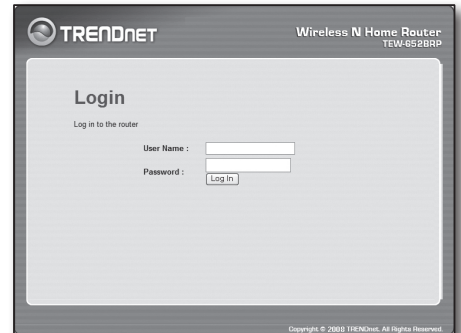 TRENDNET
Wireless N Home Router
TEW-652BRP
Login
Log in to the router
User Name :
Password :
Log In
Copyright © 2008 TRENDnet. All Rights Reserved.